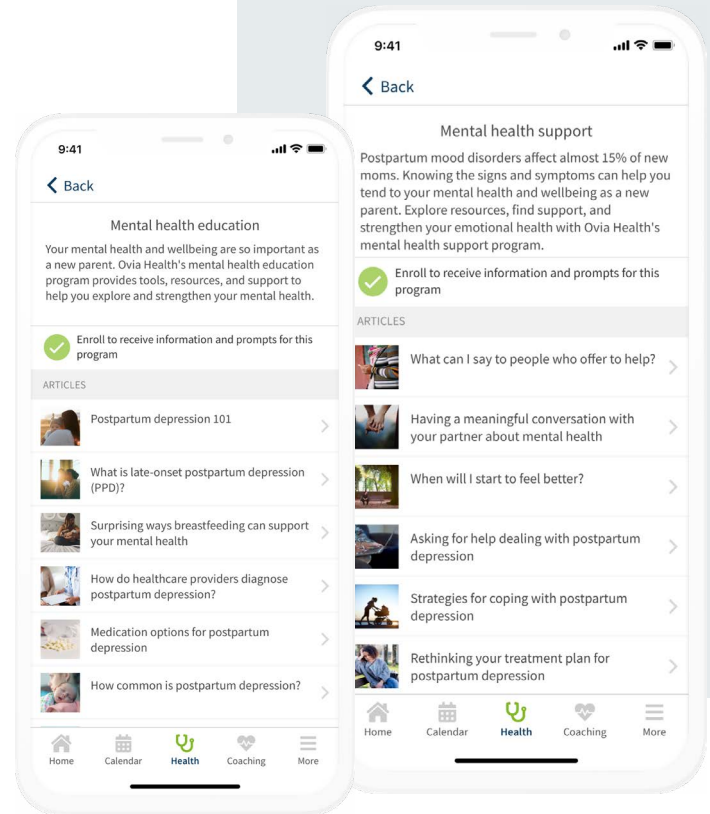 9:41
Back
Mental health education
Your mental health and wellbeing are so important as
a new parent. Ovia Health's mental health education
program provides tools, resources, and support to
help you explore and strengthen your mental health.
Enroll to receive information and prompts for this
program
ARTICLES
Postpartum depression 101
What is late-onset postpartum depression
(PPD)?
Surprising ways breastfeeding can support
your mental health
How do healthcare providers diagnose
postpartum depression?
Medication options for postpartum
depression
How common is postpartum depression?
Home
Calendar
Health
Coaching
More
9:41
Back
Mental health support
Postpartum mood disorders affect almost 15% of new
moms. Knowing the signs and symptoms can help you
tend to your mental health and wellbeing as a new
parent. Explore resources, find support, and
strengthen your emotional health with Ovia Health's
mental health support program.
Enroll to receive information and prompts for this
program
ARTICLES
What can I say to people who offer to help?
Having a meaningful conversation with
your partner about mental health
When will I start to feel better?
Asking for help dealing with postpartum
depression
Strategies for coping with postpartum
depression
Rethinking your treatment plan for
postpartum depression
Home
Calendar
Health
Coaching
More